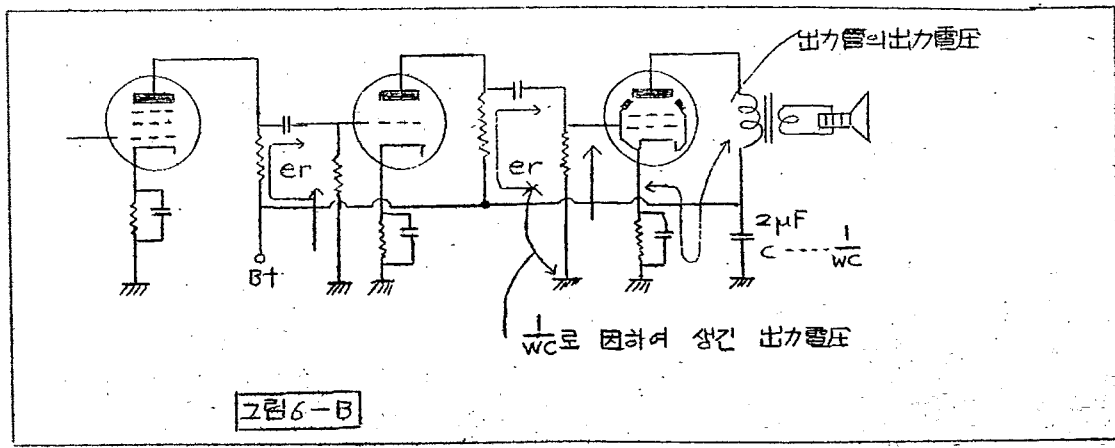 出力管의出力電圧
er
er
2μF
C ---- 1/WC
B+
1/WC로 因하여 생긴 出力電圧
그림6-B